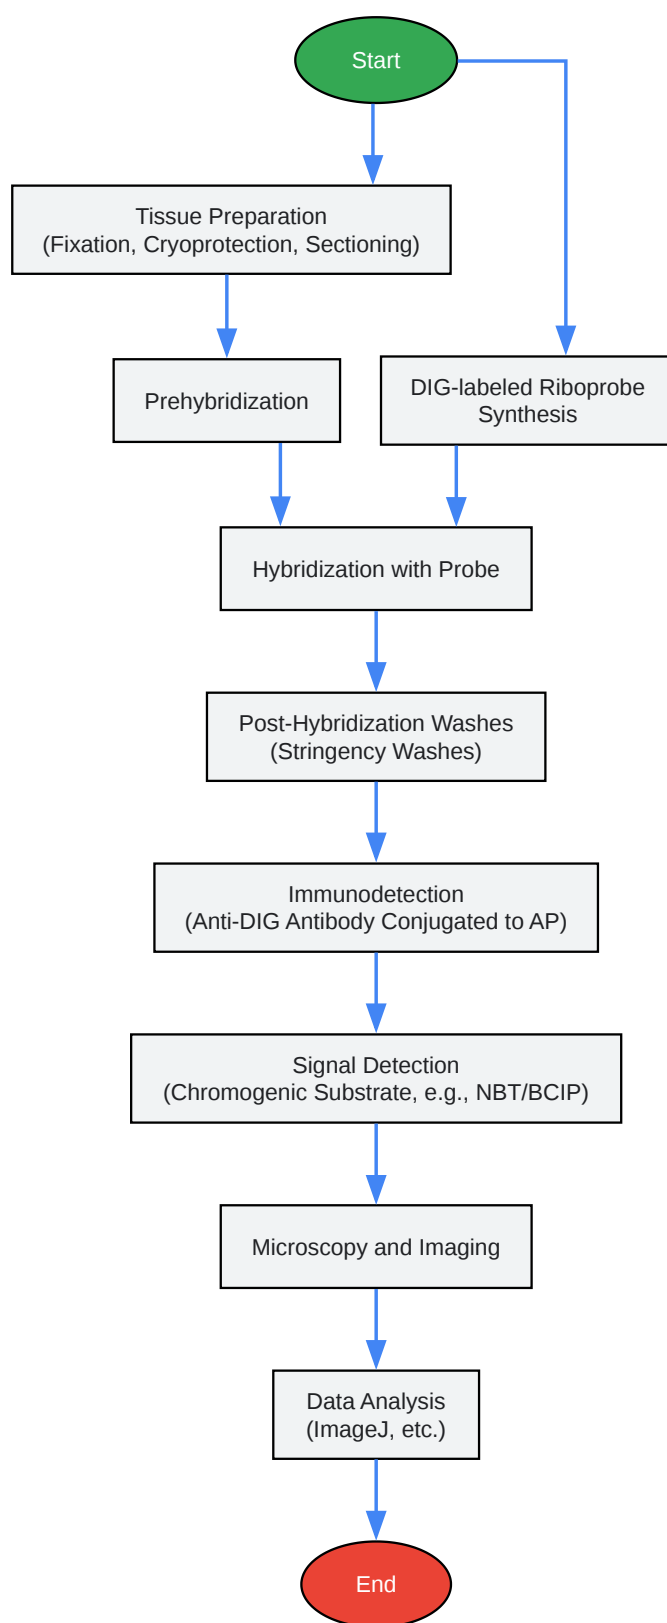 Start
Tissue Preparation
(Fixation, Cryoprotection, Sectioning)
Prehybridization
DIG-labeled Riboprobe
Synthesis
Hybridization with Probe
Post-Hybridization Washes
(Stringency Washes)
Immunodetection
(Anti-DIG Antibody Conjugated to AP)
Signal Detection
(Chromogenic Substrate, e.g., NBT/BCIP)
Microscopy and Imaging
Data Analysis
(ImageJ, etc.)
End